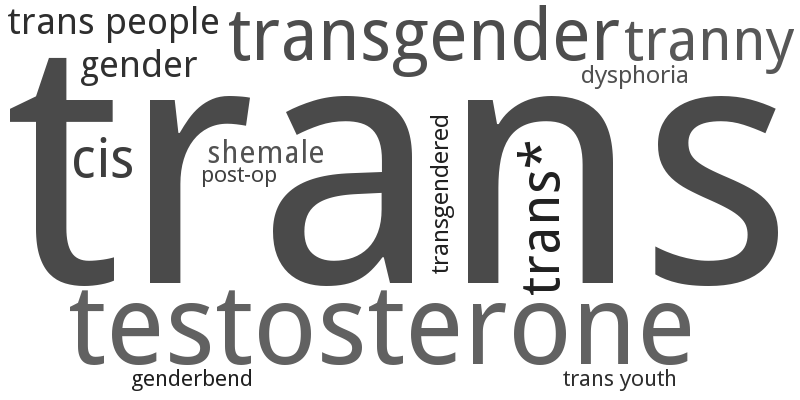 trans people
transgender
tranny
gender
dysphoria
trans
cis
shemale
post-op
transgendered
trans*
testosterone
genderbend
trans youth